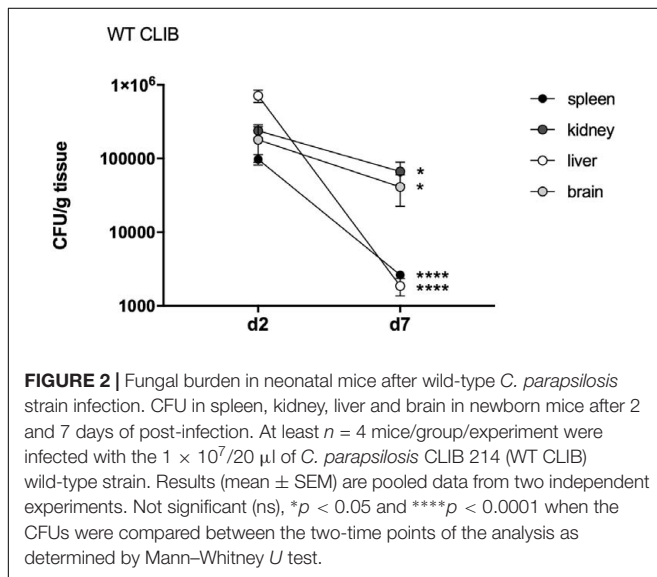 WT CLIB
1×10⁶
100000
10000
1000
CFU/g tissue
d2
d7
*
*
****
****
spleen
kidney
liver
brain
FIGURE 2 | Fungal burden in neonatal mice after wild-type C. parapsilosis
strain infection. CFU in spleen, kidney, liver and brain in newborn mice after 2
and 7 days of post-infection. At least n = 4 mice/group/experiment were
infected with the 1 × 10⁷/20 μl of C. parapsilosis CLIB 214 (WT CLIB)
wild-type strain. Results (mean ± SEM) are pooled data from two independent
experiments. Not significant (ns), *p < 0.05 and ****p < 0.0001 when the
CFUs were compared between the two-time points of the analysis as
determined by Mann–Whitney U test.